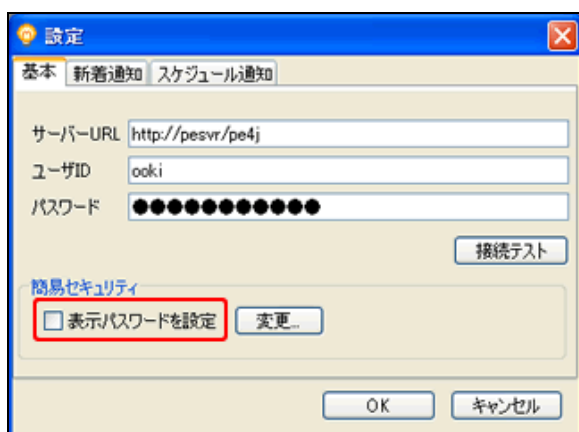 設定
基本 新着通知 スケジュール通知
サーバーURL http://pesvr/pe4j
ユーザID ooki
パスワード ●●●●●●●●●●●
接続テスト
簡易セキュリティ
表示パスワードを設定 変更...
OK キャンセル